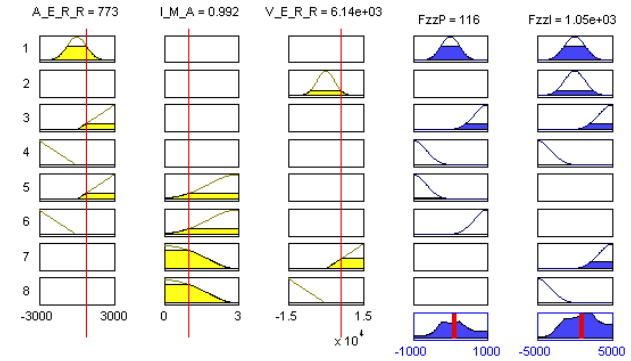 A_E_R_R = 773 I_M_A = 0.992 V_E_R_R = 6.14e+03 FzzP = 116 FzzI = 1.05e+03
1
2
3
4
5
6
7
8
-3000 3000 0 3 -1.5 1.5
x 10^4
-1000 1000 -5000 5000